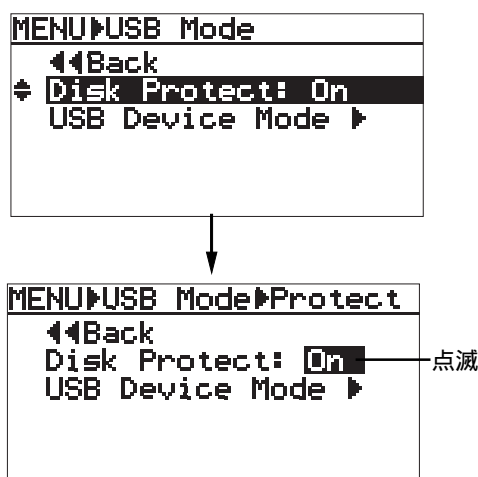 MENU▶USB Mode
◀◀Back
Disk Protect: On
USB Device Mode ▶
MENU▶USB Mode▶Protect
◀◀Back
Disk Protect: On
点滅
USB Device Mode ▶